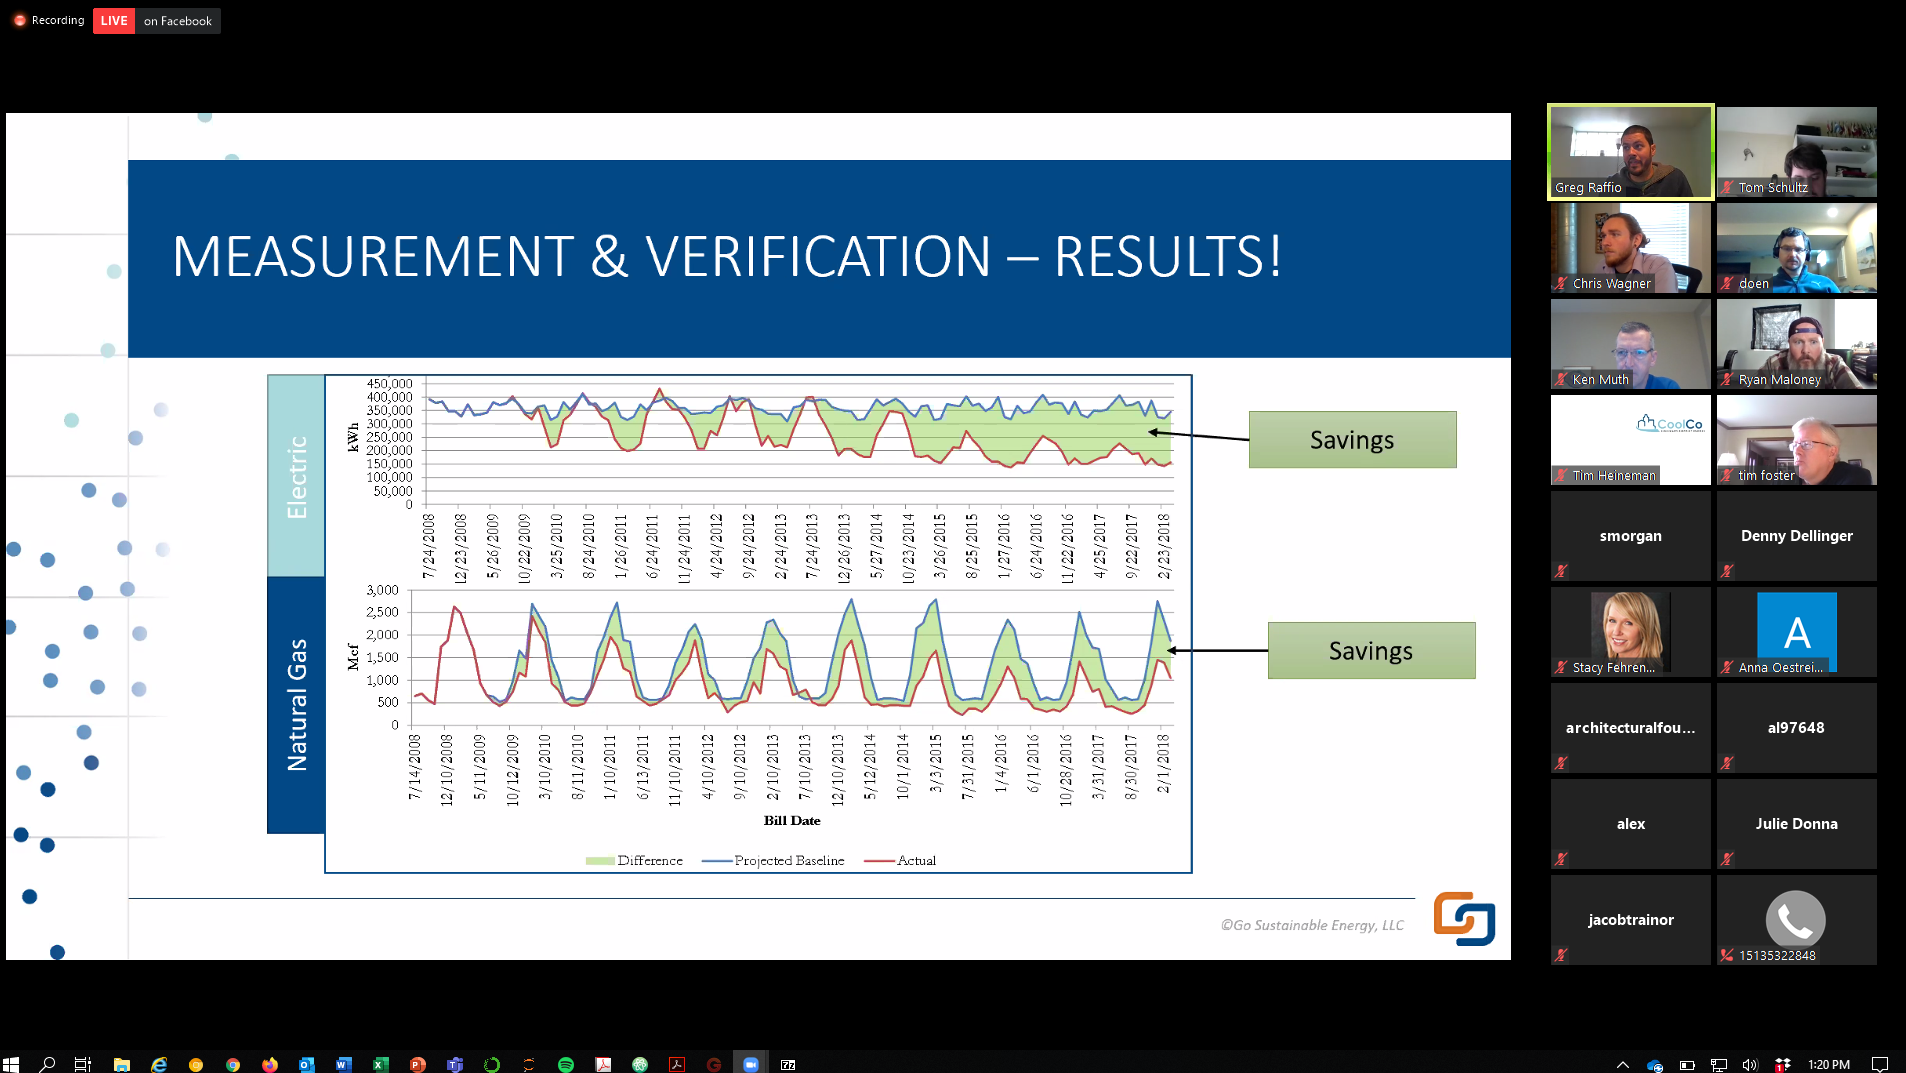 Recording
LIVE on Facebook
MEASUREMENT & VERIFICATION – RESULTS!
Electric
kWh
450,000
400,000
350,000
300,000
250,000
200,000
150,000
100,000
50,000
0
7/24/2008
12/23/2008
5/26/2009
10/22/2009
3/25/2010
8/24/2010
1/26/2011
6/24/2011
11/24/2011
4/24/2012
9/24/2012
2/24/2013
7/24/2013
12/26/2013
5/27/2014
10/23/2014
3/26/2015
8/25/2015
1/27/2016
6/24/2016
11/22/2016
4/25/2017
9/22/2017
2/23/2018
Savings
Natural Gas
Mcf
3,000
2,500
2,000
1,500
1,000
500
0
7/14/2008
12/10/2008
5/11/2009
10/12/2009
3/10/2010
8/11/2010
1/10/2011
6/13/2011
11/10/2011
4/10/2012
9/10/2012
2/10/2013
7/10/2013
12/10/2013
5/12/2014
10/1/2014
3/3/2015
7/31/2015
1/4/2016
6/1/2016
10/28/2016
3/31/2017
8/30/2017
2/1/2018
Savings
Bill Date
Difference
Projected Baseline
Actual
©Go Sustainable Energy, LLC
Greg Raffio
Tom Schultz
Chris Wagner
doen
Ken Muth
Ryan Maloney
CoolCo
Tim Heineman
tim foster
smorgan
Denny Dellinger
Stacy Fehren...
A
Anna Oestrei...
architecturalfou...
al97648
alex
Julie Donna
jacobtrainor
15135322848
1:20 PM